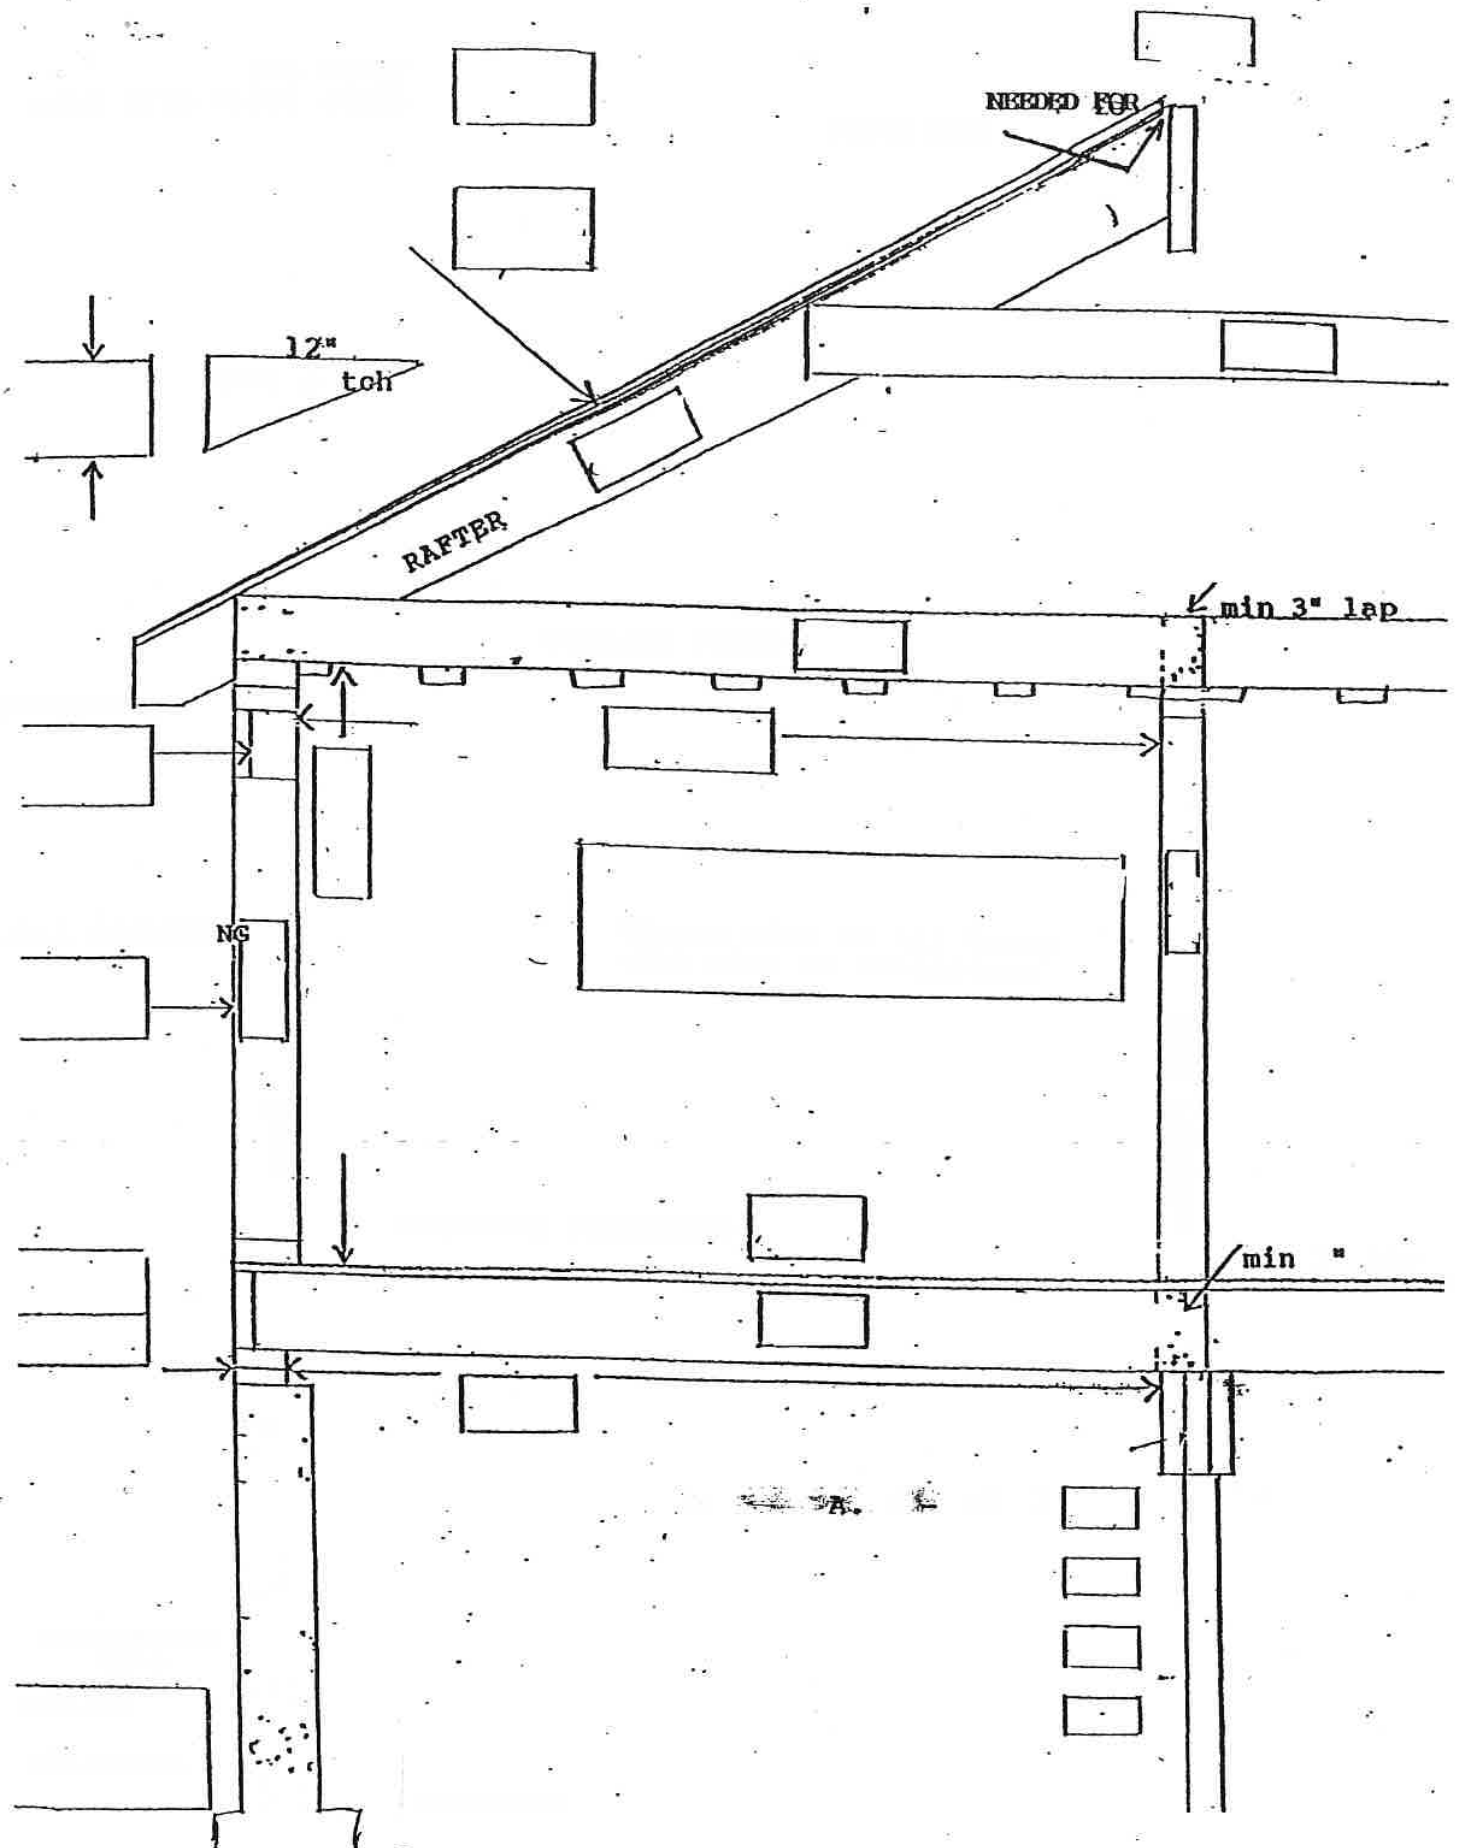 NEEDED FOR
12"
tch
RAFTER
min 3" lap
NG
min "
A.